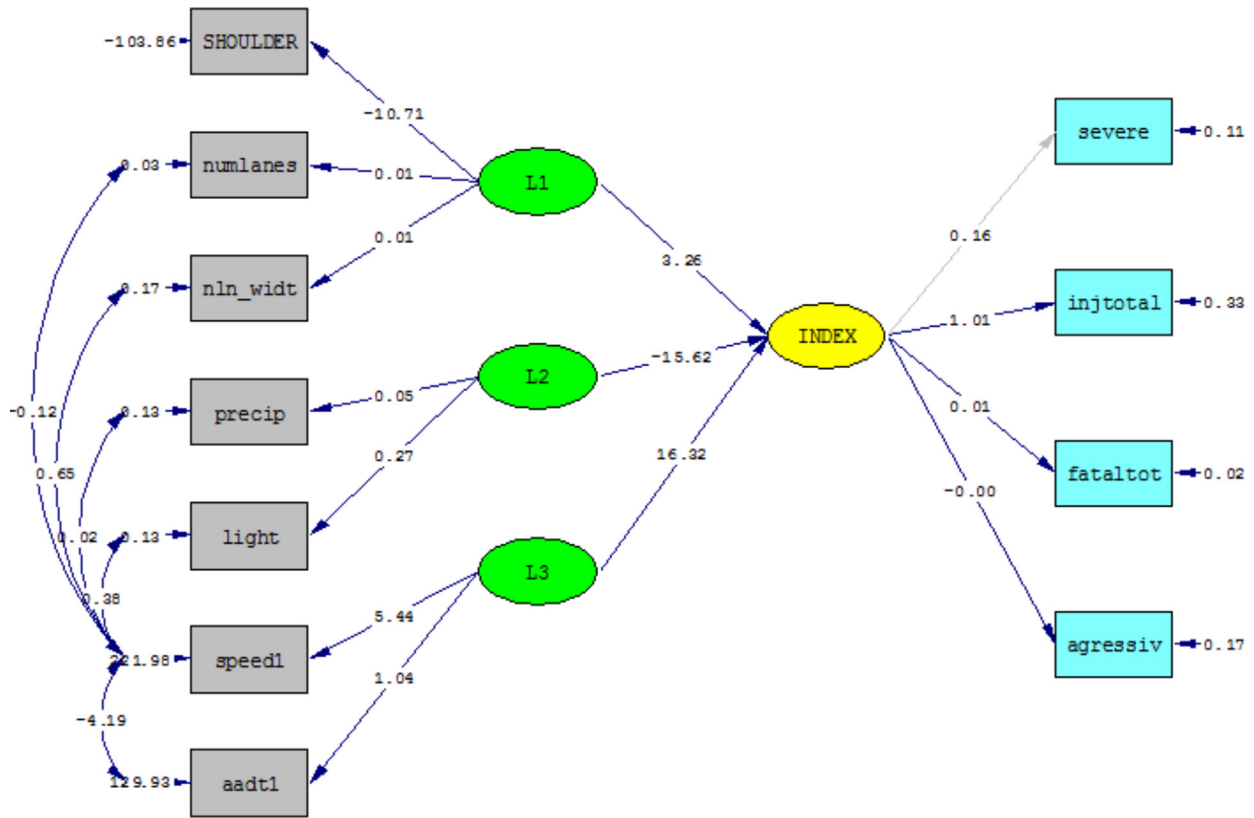 -103.86 SHOULDER
-10.71
severe 0.11
0.03 numlanes
0.01
L1
0.16
0.01
3.26
0.17 nln_widt
injtotal 0.33
1.01
INDEX
-15.62
L2
0.05
-0.12
0.13 precip
0.01
0.65
0.27
16.32
fataltot 0.02
-0.00
0.02
0.13 light
L3
0.38
5.44
221.98 speed1
1.04
agressiv 0.17
-4.19
129.93 aadt1